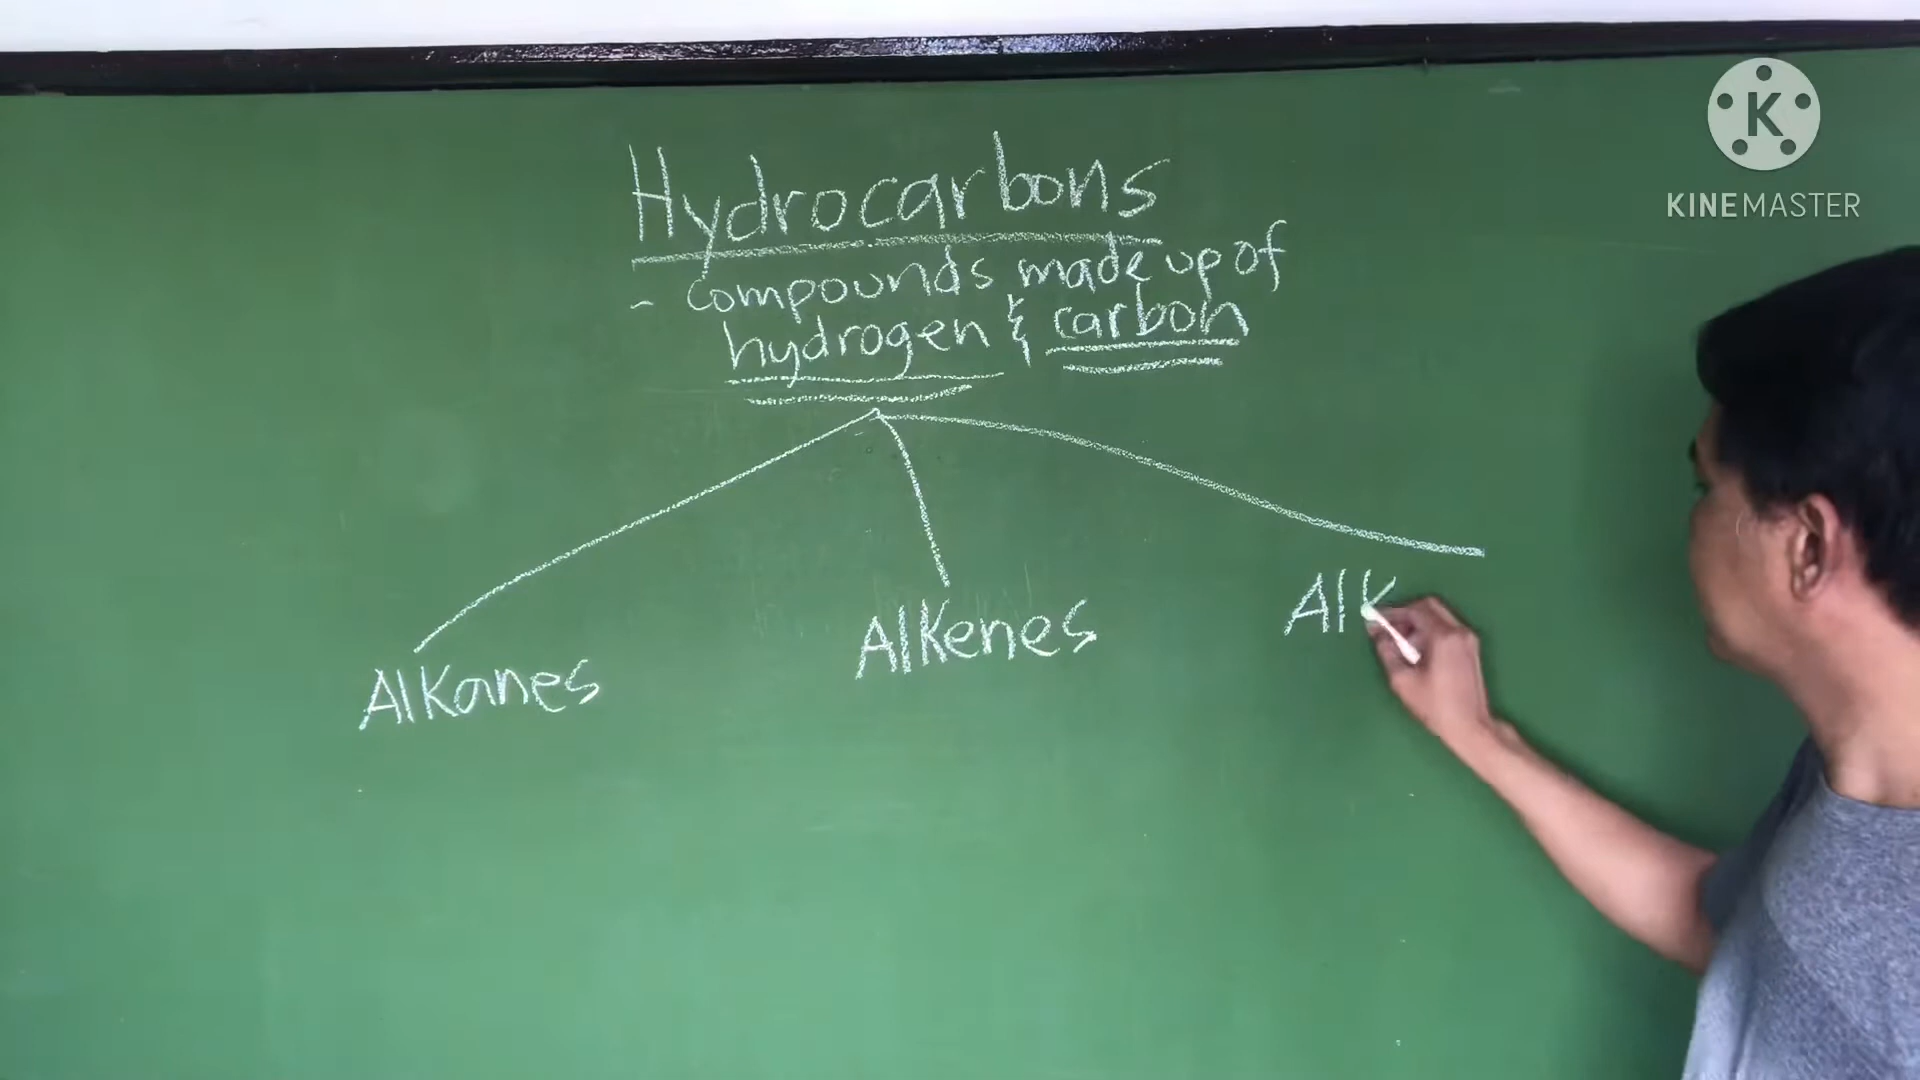 Hydrocarbons
- compounds made up of
hydrogen & carbon
Alkanes
Alkenes
Alk
K
KINEMASTER